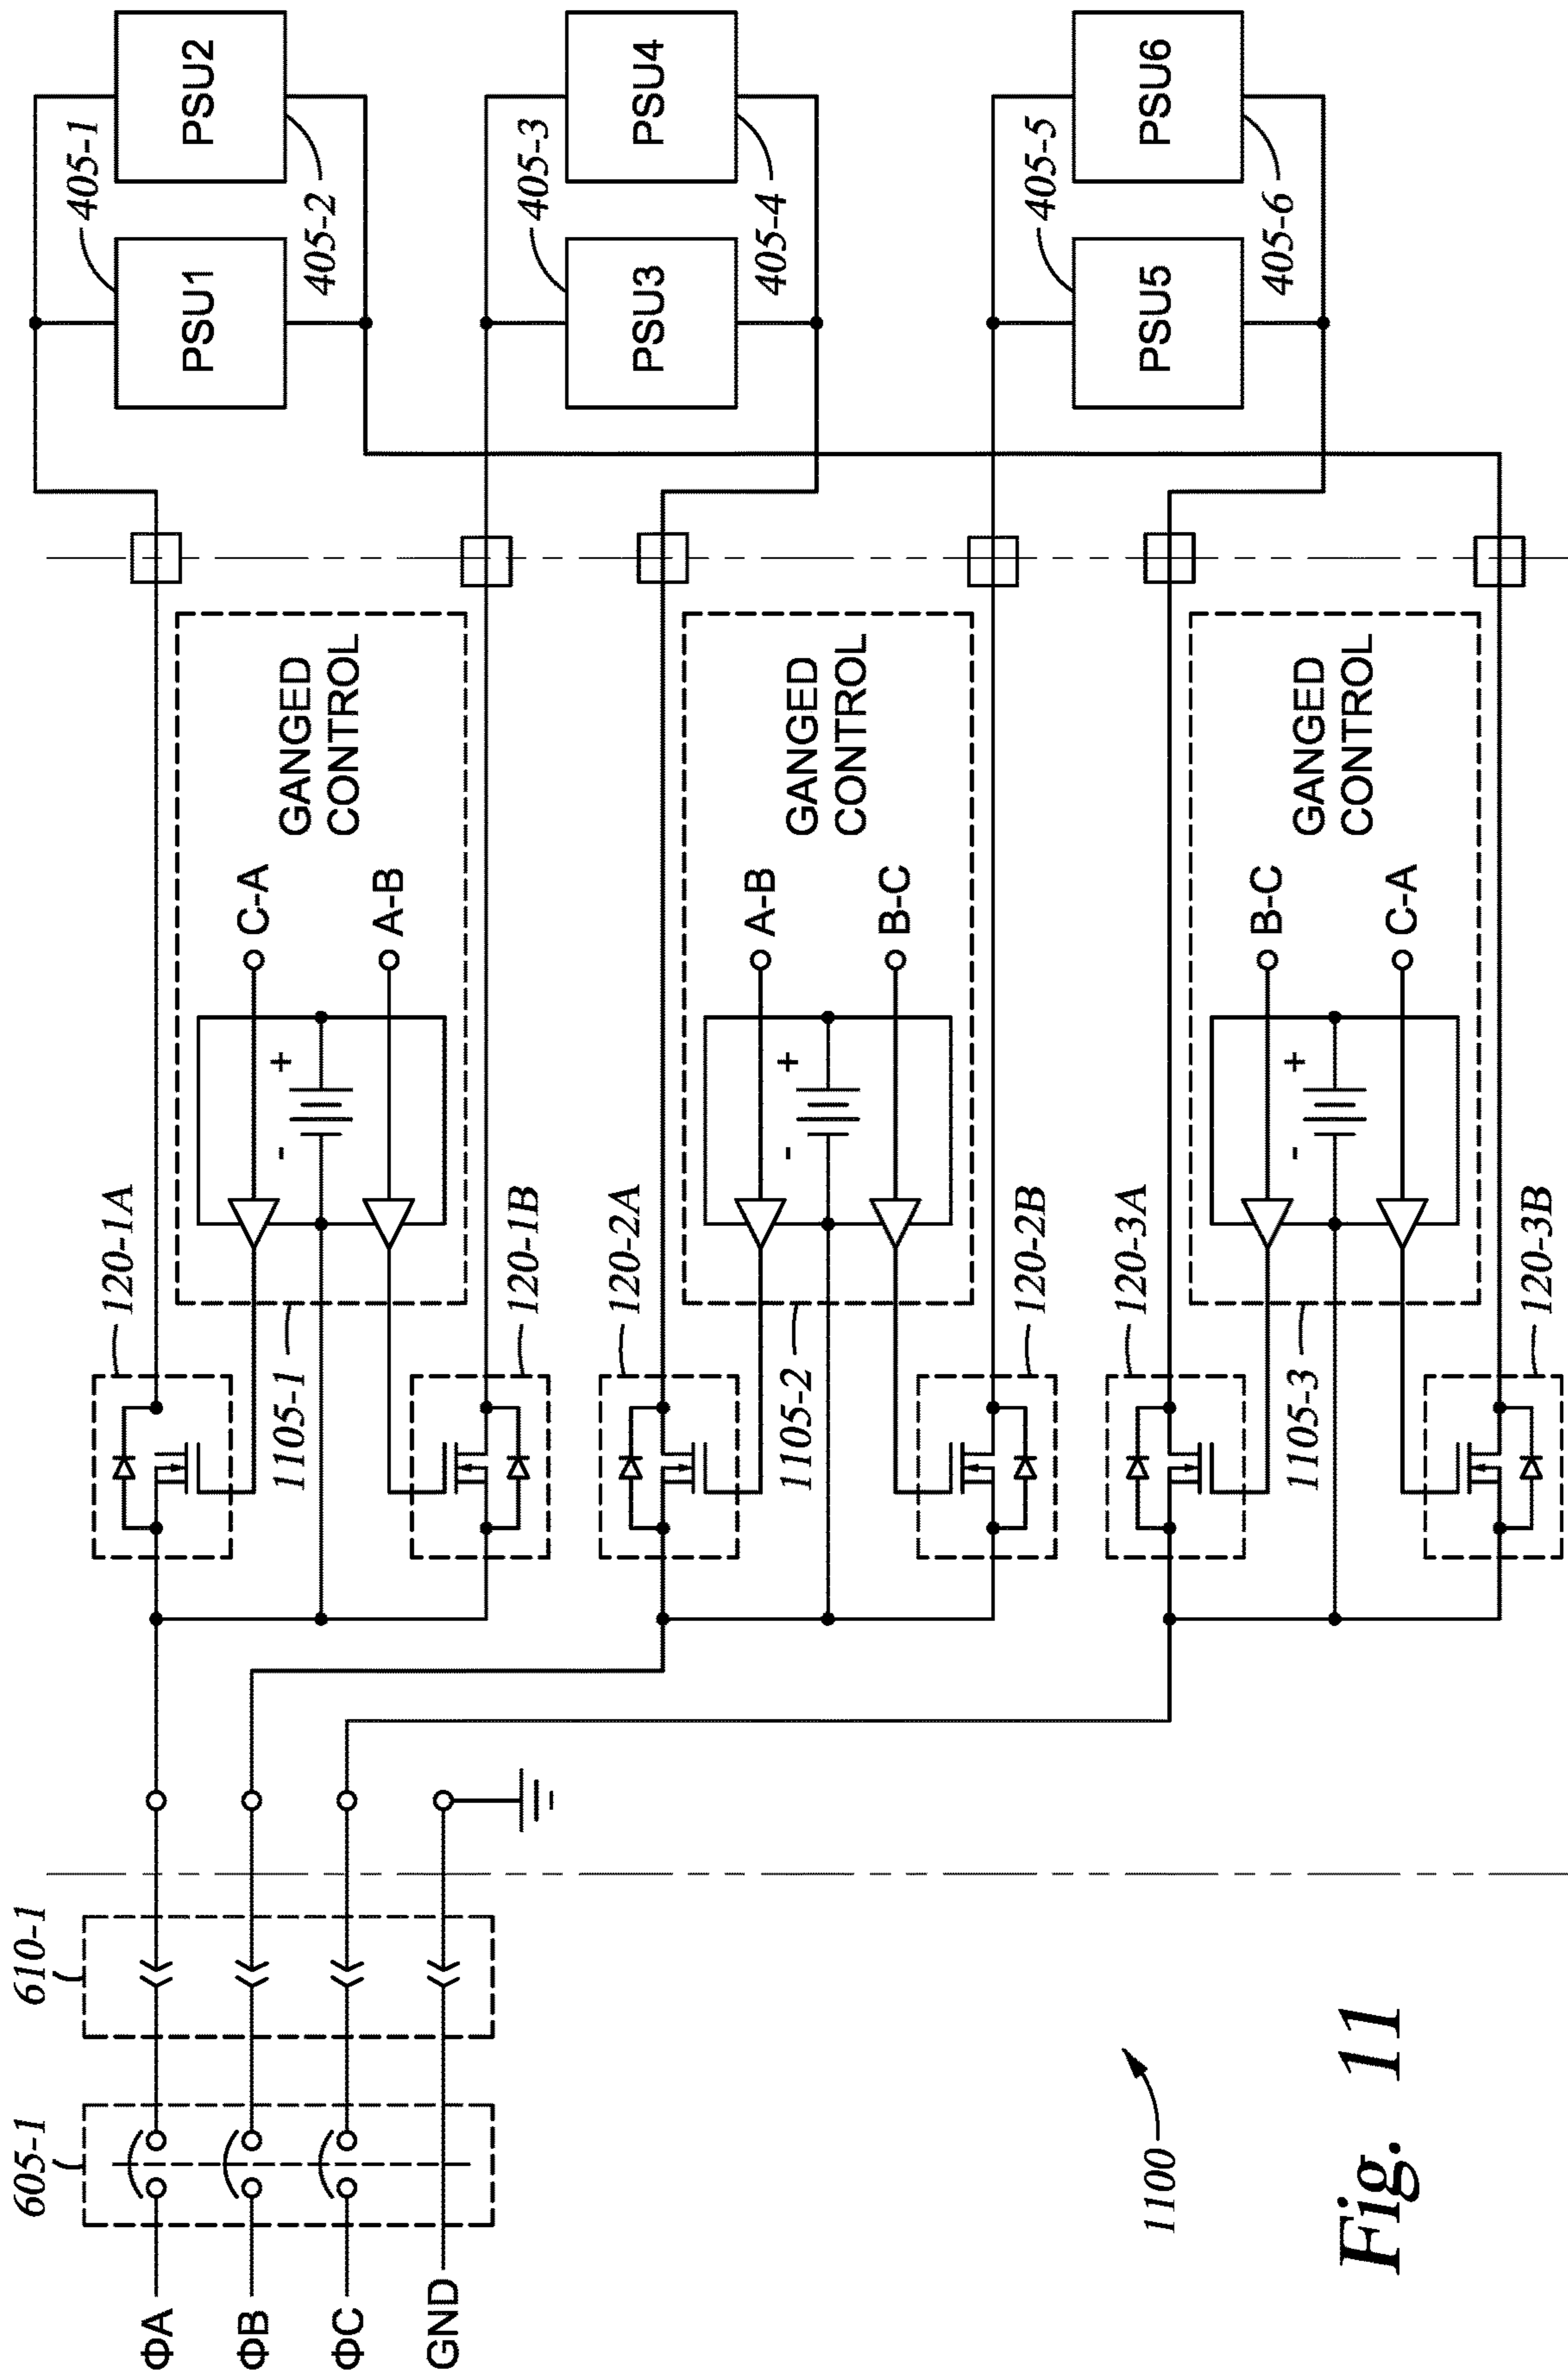 ΦA
ΦB
ΦC
GND
605-1
610-1
120-1A
1105-1
120-1B
C-A
A-B
GANGED
CONTROL
120-2A
1105-2
120-2B
A-B
B-C
GANGED
CONTROL
120-3A
1105-3
120-3B
B-C
C-A
GANGED
CONTROL
+
-
+
-
+
-
PSU1
PSU2
405-1
405-2
PSU3
PSU4
405-3
405-4
PSU5
PSU6
405-5
405-6
1100
Fig. 11